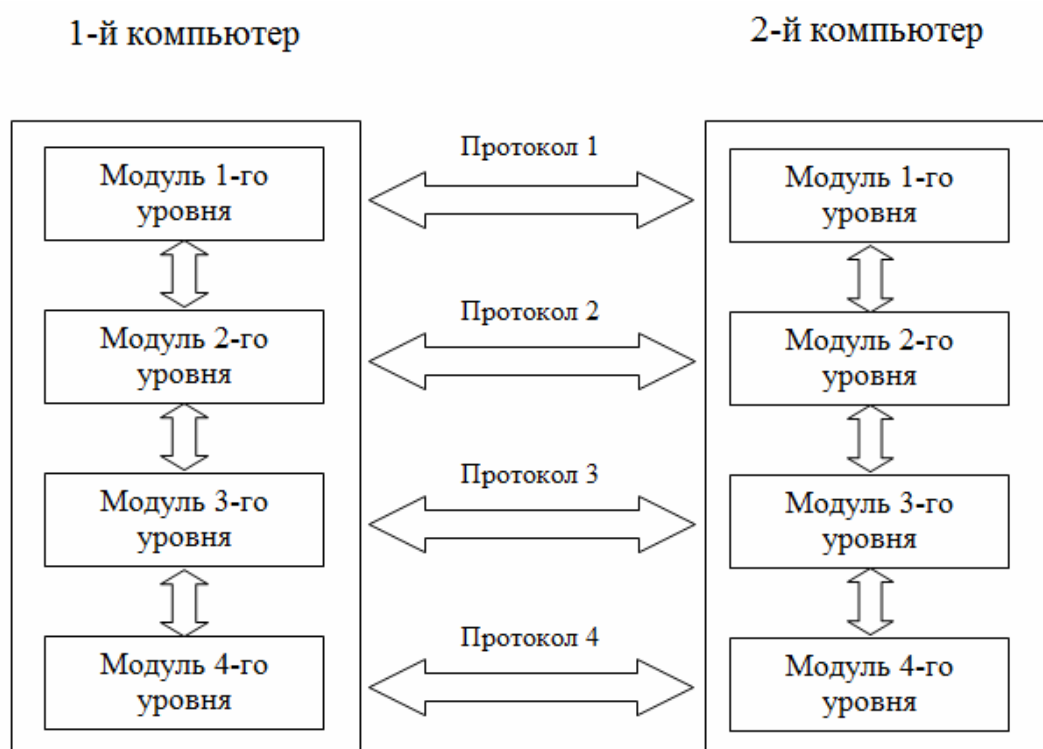 1-й компьютер
2-й компьютер
Протокол 1
Модуль 1-го
уровня
Модуль 1-го
уровня
Протокол 2
Модуль 2-го
уровня
Модуль 2-го
уровня
Протокол 3
Модуль 3-го
уровня
Модуль 3-го
уровня
Протокол 4
Модуль 4-го
уровня
Модуль 4-го
уровня